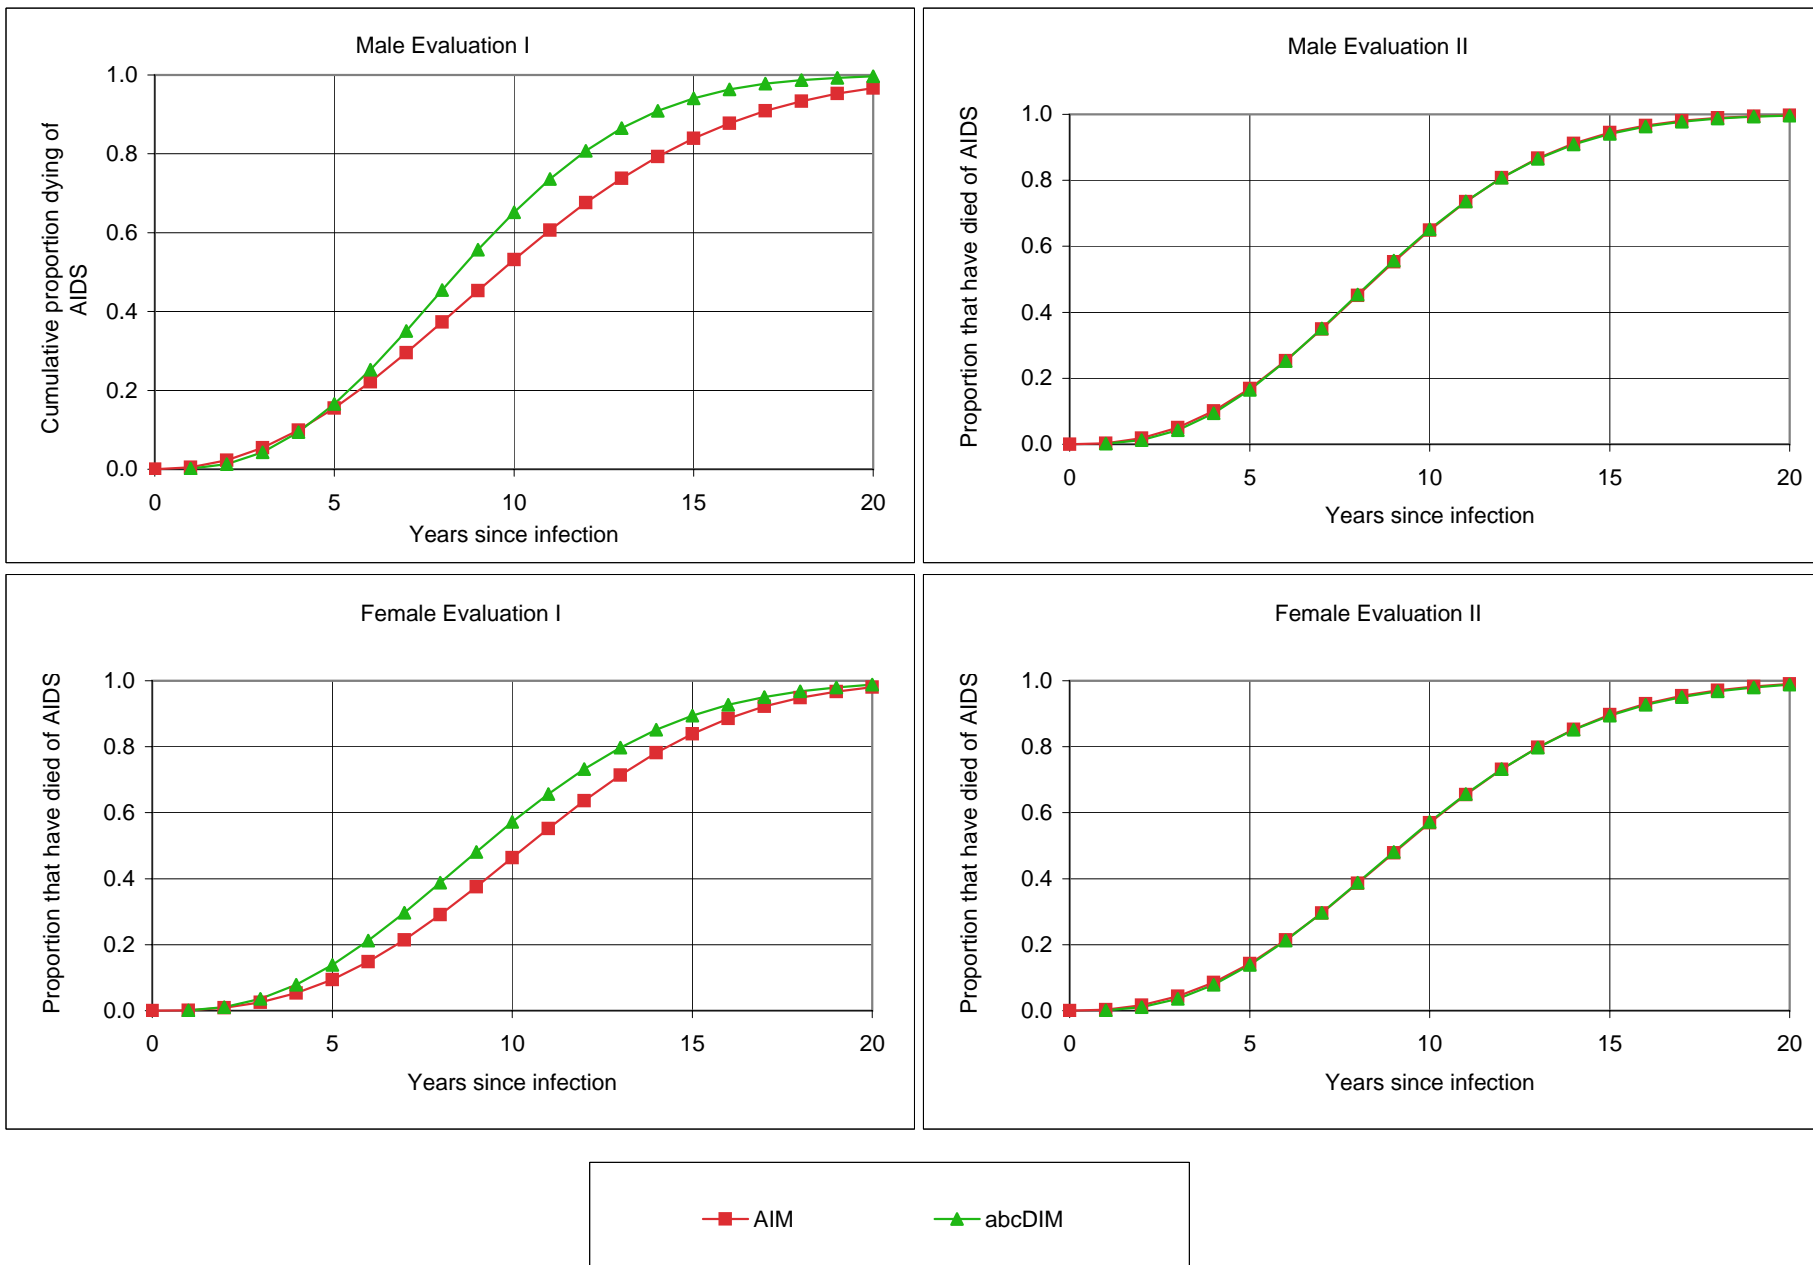 Male Evaluation I
Cumulative proportion dying of
AIDS
1.0
0.8
0.6
0.4
0.2
0.0
0 5 10 15 20
Years since infection
Male Evaluation II
Proportion that have died of AIDS
1.0
0.8
0.6
0.4
0.2
0.0
0 5 10 15 20
Years since infection
Female Evaluation I
Proportion that have died of AIDS
1.0
0.8
0.6
0.4
0.2
0.0
0 5 10 15 20
Years since infection
Female Evaluation II
Proportion that have died of AIDS
1.0
0.8
0.6
0.4
0.2
0.0
0 5 10 15 20
Years since infection
AIM abcDIM